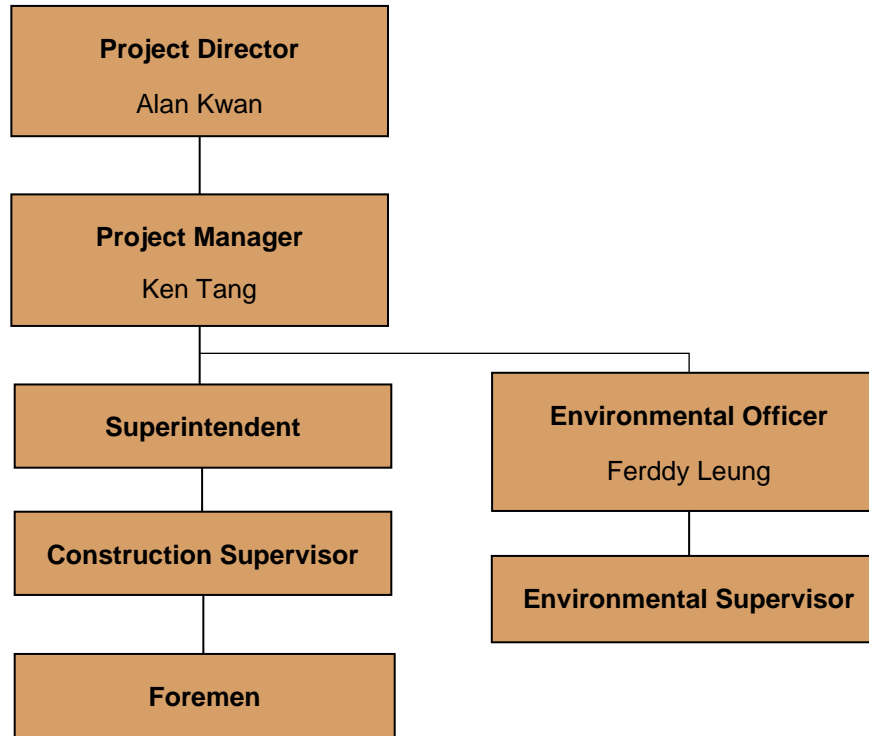 Project Director
Alan Kwan
Project Manager
Ken Tang
Superintendent
Environmental Officer
Ferddy Leung
Construction Supervisor
Environmental Supervisor
Foremen